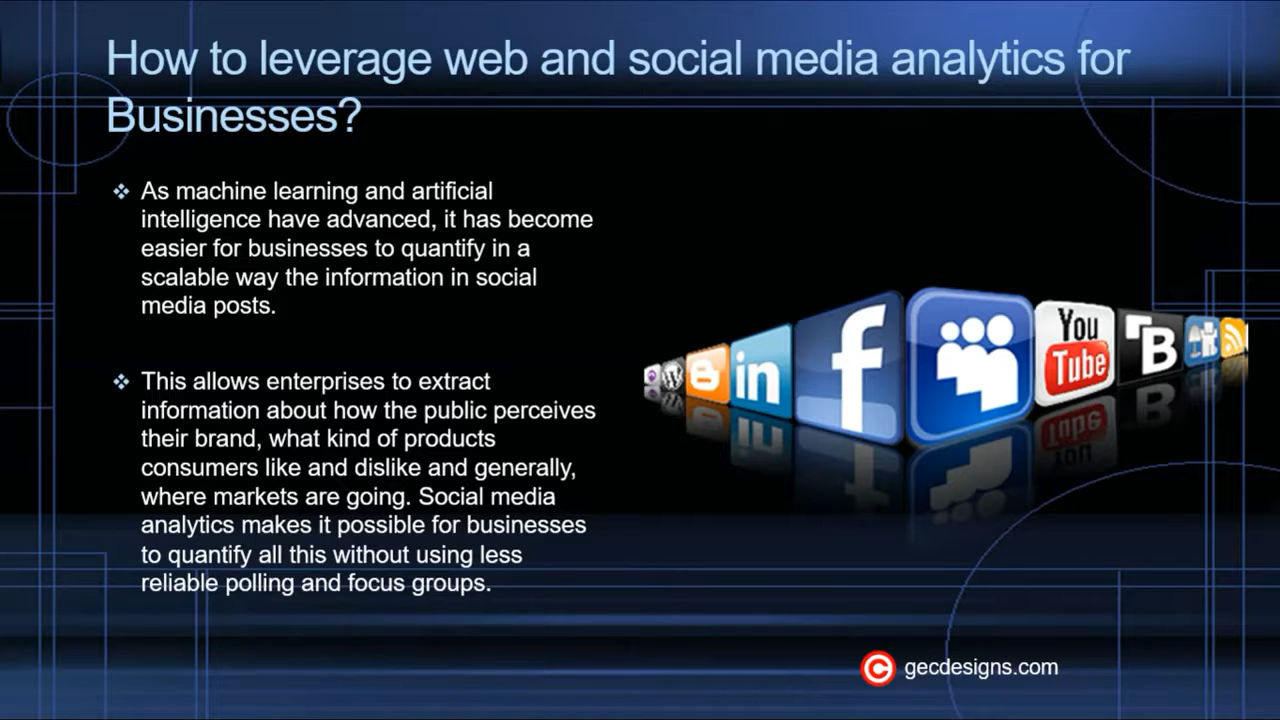 How to leverage web and social media analytics for
Businesses?
❖ As machine learning and artificial
intelligence have advanced, it has become
easier for businesses to quantify in a
scalable way the information in social
media posts.
❖ This allows enterprises to extract
information about how the public perceives
their brand, what kind of products
consumers like and dislike and generally,
where markets are going. Social media
analytics makes it possible for businesses
to quantify all this without using less
reliable polling and focus groups.
in
f
You
Tube
B
© gecdesigns.com